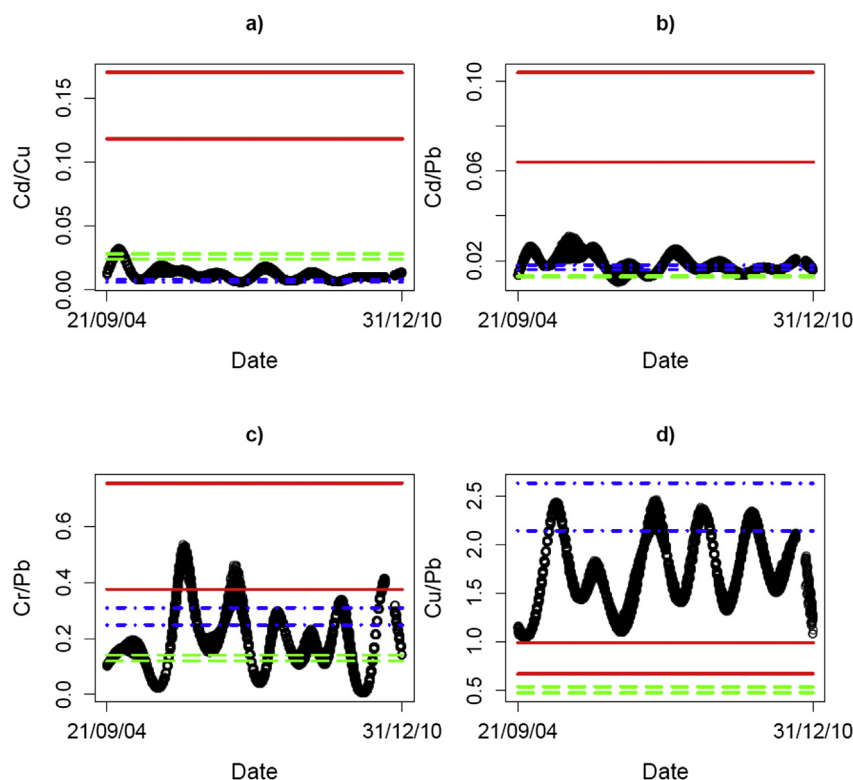 a)
Cd/Cu
0.15
0.10
0.05
0.00
21/09/04
31/12/10
Date
b)
Cd/Pb
0.10
0.06
0.02
21/09/04
31/12/10
Date
c)
Cr/Pb
0.6
0.4
0.2
0.0
21/09/04
31/12/10
Date
d)
Cu/Pb
2.5
2.0
1.5
1.0
0.5
21/09/04
31/12/10
Date